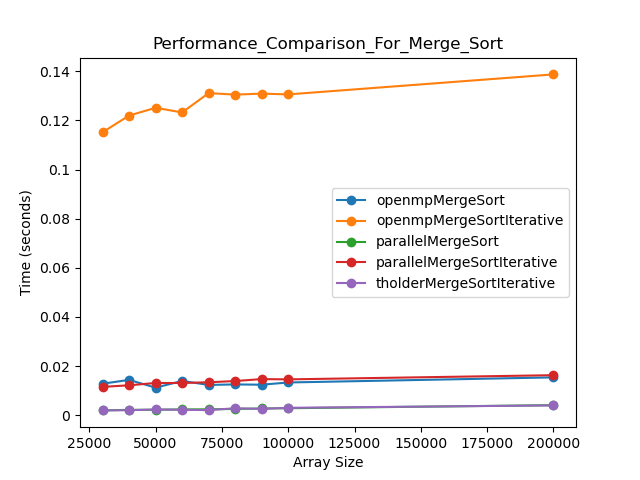 Performance_Comparison_For_Merge_Sort
Time (seconds)
0.14
0.12
0.1
0.08
0.06
0.04
0.02
0
openmpMergeSort
openmpMergeSortIterative
parallelMergeSort
parallelMergeSortIterative
tholderMergeSortIterative
25000 50000 75000 100000 125000 150000 175000 200000
Array Size